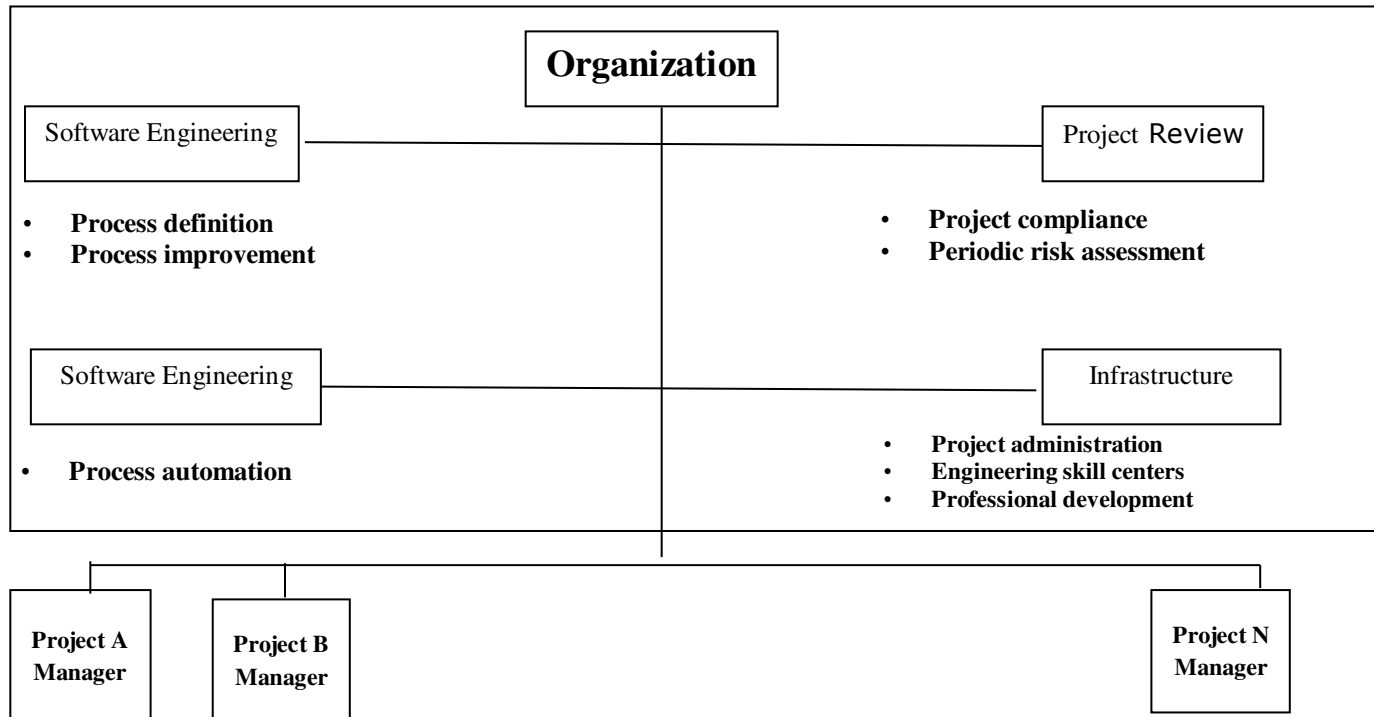 Organization
Software Engineering
Project Review
• Process definition
• Process improvement
• Project compliance
• Periodic risk assessment
Software Engineering
Infrastructure
• Process automation
• Project administration
• Engineering skill centers
• Professional development
Project A
Manager
Project B
Manager
Project N
Manager